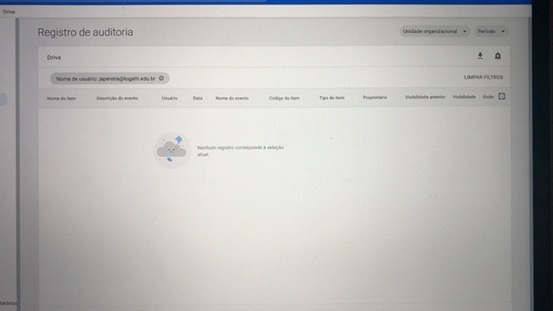 Drive
Registro de auditoria
Unidade organizacional
Período
Drive
Nome de usuário: japereira@logatti.edu.br
LIMPAR FILTROS
Nome do item Descrição do evento Usuário Data Nome do evento Código do item Tipo de item Proprietário Visibilidade anterior Visibilidade Ende
Nenhum registro corresponde à seleção
atual.
latórios